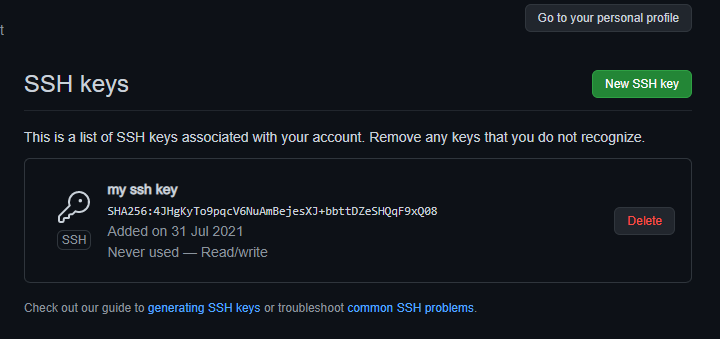 t
Go to your personal profile
SSH keys
New SSH key
This is a list of SSH keys associated with your account. Remove any keys that you do not recognize.
my ssh key
SHA256:4JHgKyTo9pqcV6NuAmBejesXJ+bbttDZeSHQqF9xQ08
Added on 31 Jul 2021
Never used — Read/write
SSH
Delete
Check out our guide to generating SSH keys or troubleshoot common SSH problems.